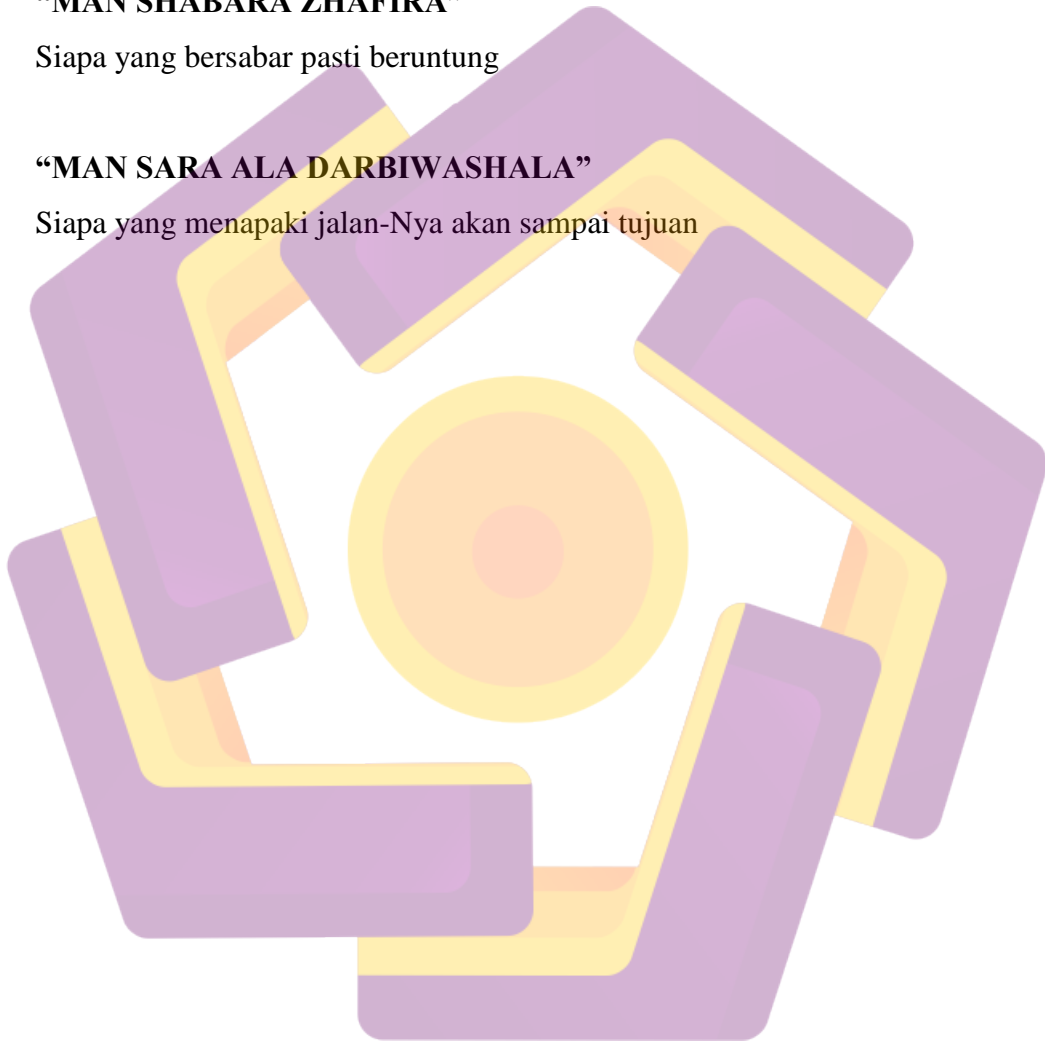 “MAN SHABARA ZHAFIRA“
Siapa yang bersabar pasti beruntung
“MAN SARA ALA DARBIWASHALA”
Siapa yang menapaki jalan-Nya akan sampai tujuan